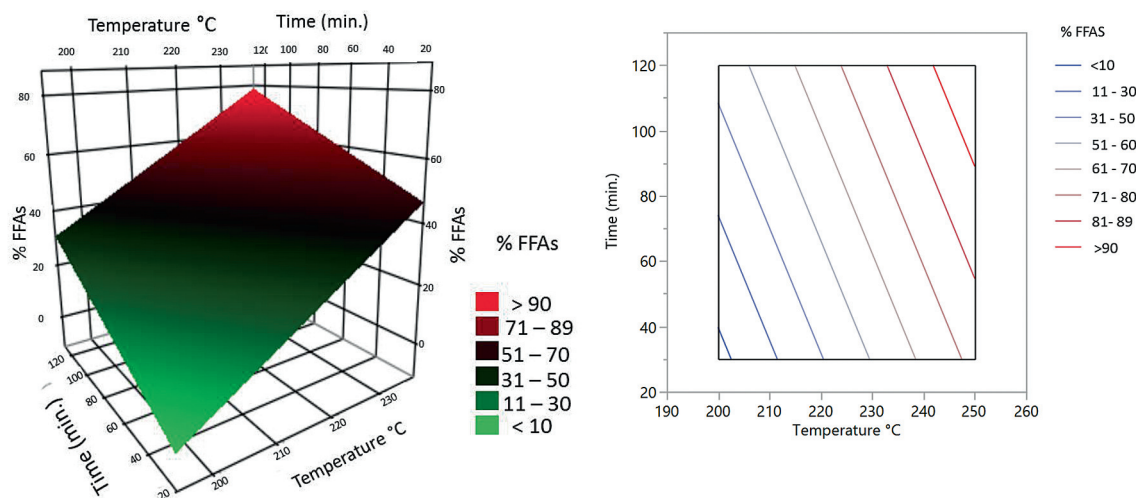 Temperature °C Time (min.)
200 210 220 230 120 100 80 60 40 20
80
60
40
20
0
% FFAs
80
60
40
20
0
% FFAs
120
100
80
60
40
20
Time (min.)
200
210
220
230
Temperature °C
% FFAs
> 90
71 – 89
51 – 70
31 – 50
11 – 30
< 10
120
100
80
60
40
20
Time (min.)
190 200 210 220 230 240 250 260
Temperature °C
% FFAS
<10
11 - 30
31 - 50
51 - 60
61 - 70
71 - 80
81- 89
>90